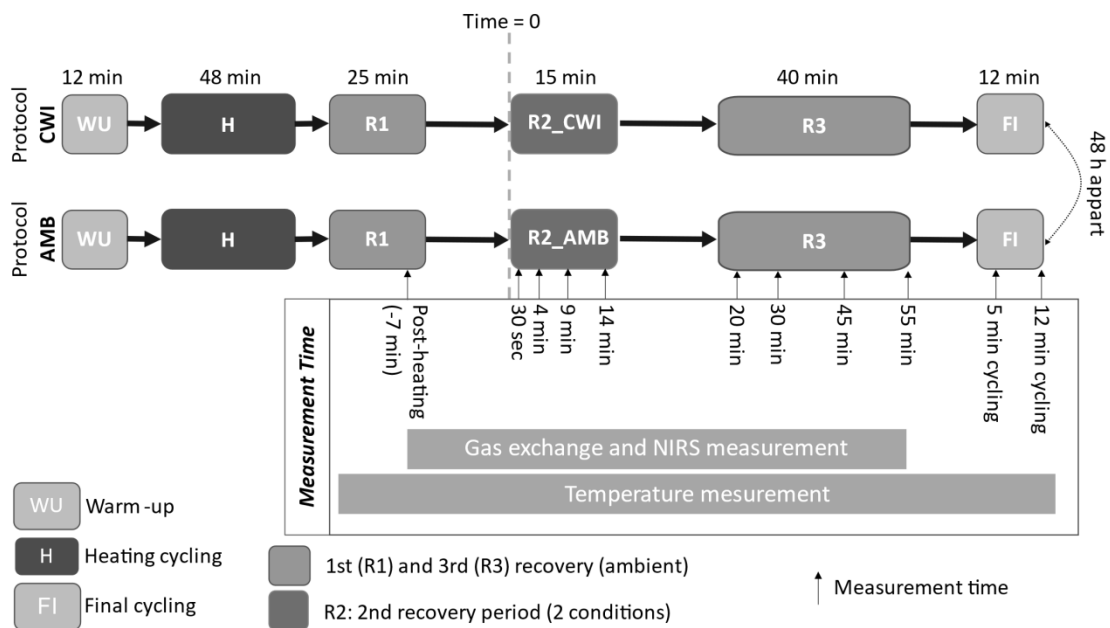 Time = 0
12 min
48 min
25 min
15 min
40 min
12 min
Protocol
CWI
WU
H
R1
R2_CWI
R3
FI
48 h appart
Protocol
AMB
WU
H
R1
R2_AMB
R3
FI
Measurement Time
Post-heating
(-7 min)
30 sec
4 min
9 min
14 min
20 min
30 min
45 min
55 min
5 min cycling
12 min cycling
Gas exchange and NIRS measurement
Temperature mesurement
WU Warm -up
H Heating cycling
FI Final cycling
1st (R1) and 3rd (R3) recovery (ambient)
R2: 2nd recovery period (2 conditions)
Measurement time